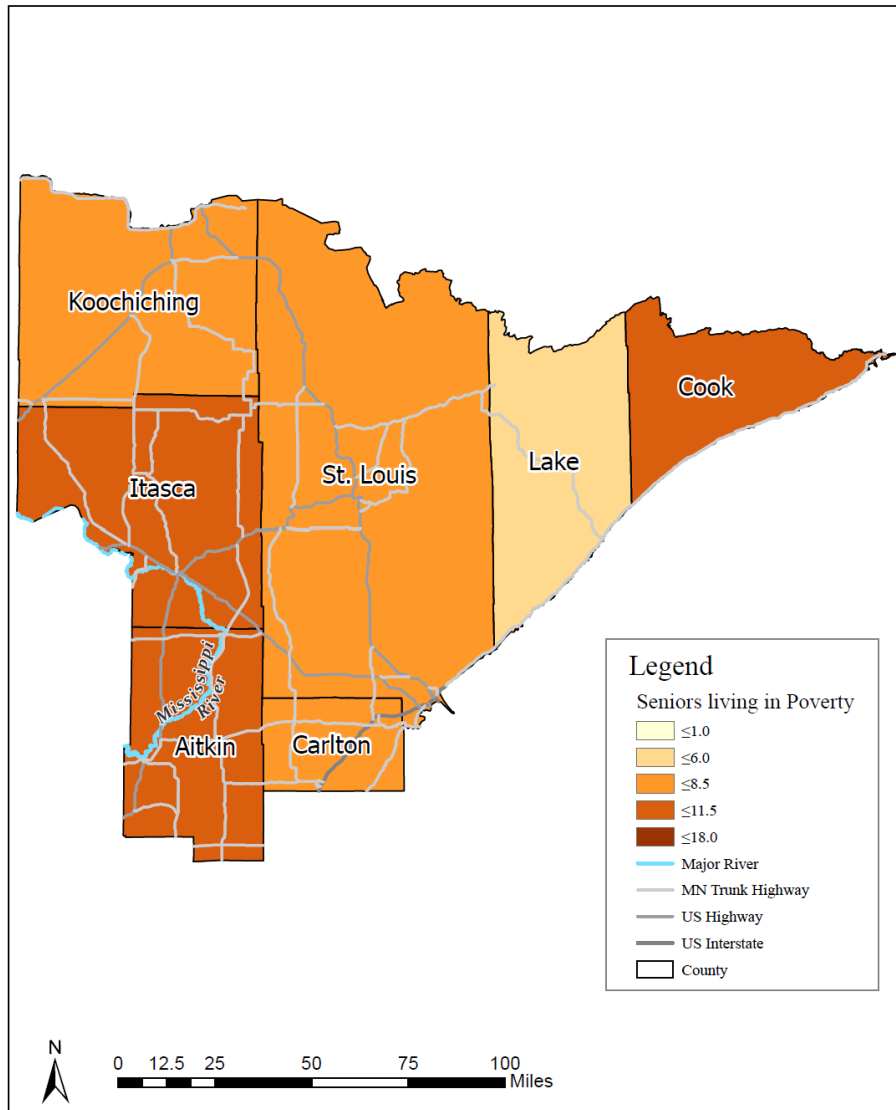 Koochiching
Cook
Itasca
St. Louis
Lake
Mississippi
River
Aitkin
Carlton
Legend
Seniors living in Poverty
≤1.0
≤6.0
≤8.5
≤11.5
≤18.0
Major River
MN Trunk Highway
US Highway
US Interstate
County
N
0 12.5 25 50 75 100
Miles